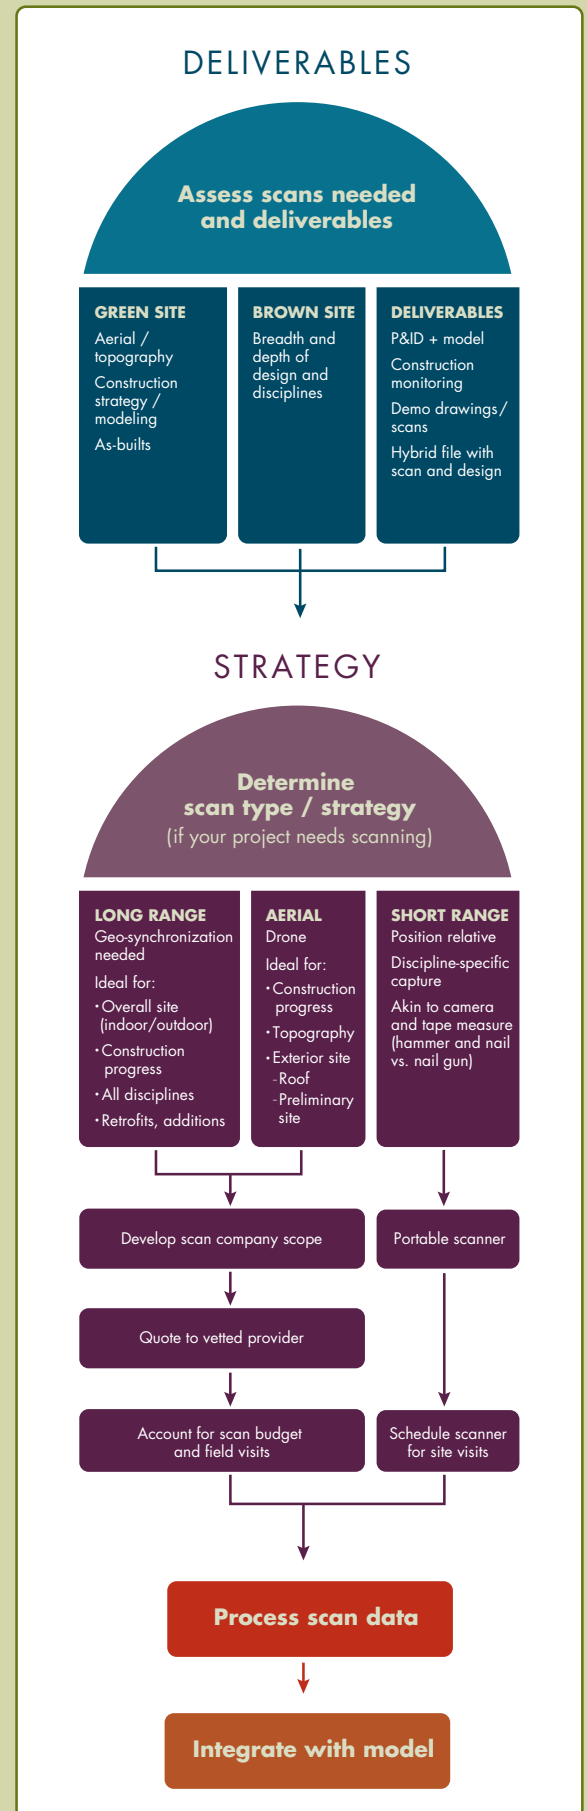 DELIVERABLES
Assess scans needed
and deliverables
GREEN SITE
Aerial /
topography
Construction
strategy /
modeling
As-builts
BROWN SITE
Breadth and
depth of
design and
disciplines
DELIVERABLES
P&ID + model
Construction
monitoring
Demo drawings/
scans
Hybrid file with
scan and design
STRATEGY
Determine
scan type / strategy
(if your project needs scanning)
LONG RANGE
Geo-synchronization
needed
Ideal for:
·Overall site
(indoor/outdoor)
·Construction
progress
·All disciplines
·Retrofits, additions
AERIAL
Drone
Ideal for:
·Construction
progress
·Topography
·Exterior site
-Roof
-Preliminary
site
SHORT RANGE
Position relative
Discipline-specific
capture
Akin to camera
and tape measure
(hammer and nail
vs. nail gun)
Develop scan company scope
Portable scanner
Quote to vetted provider
Account for scan budget
and field visits
Schedule scanner
for site visits
Process scan data
Integrate with model